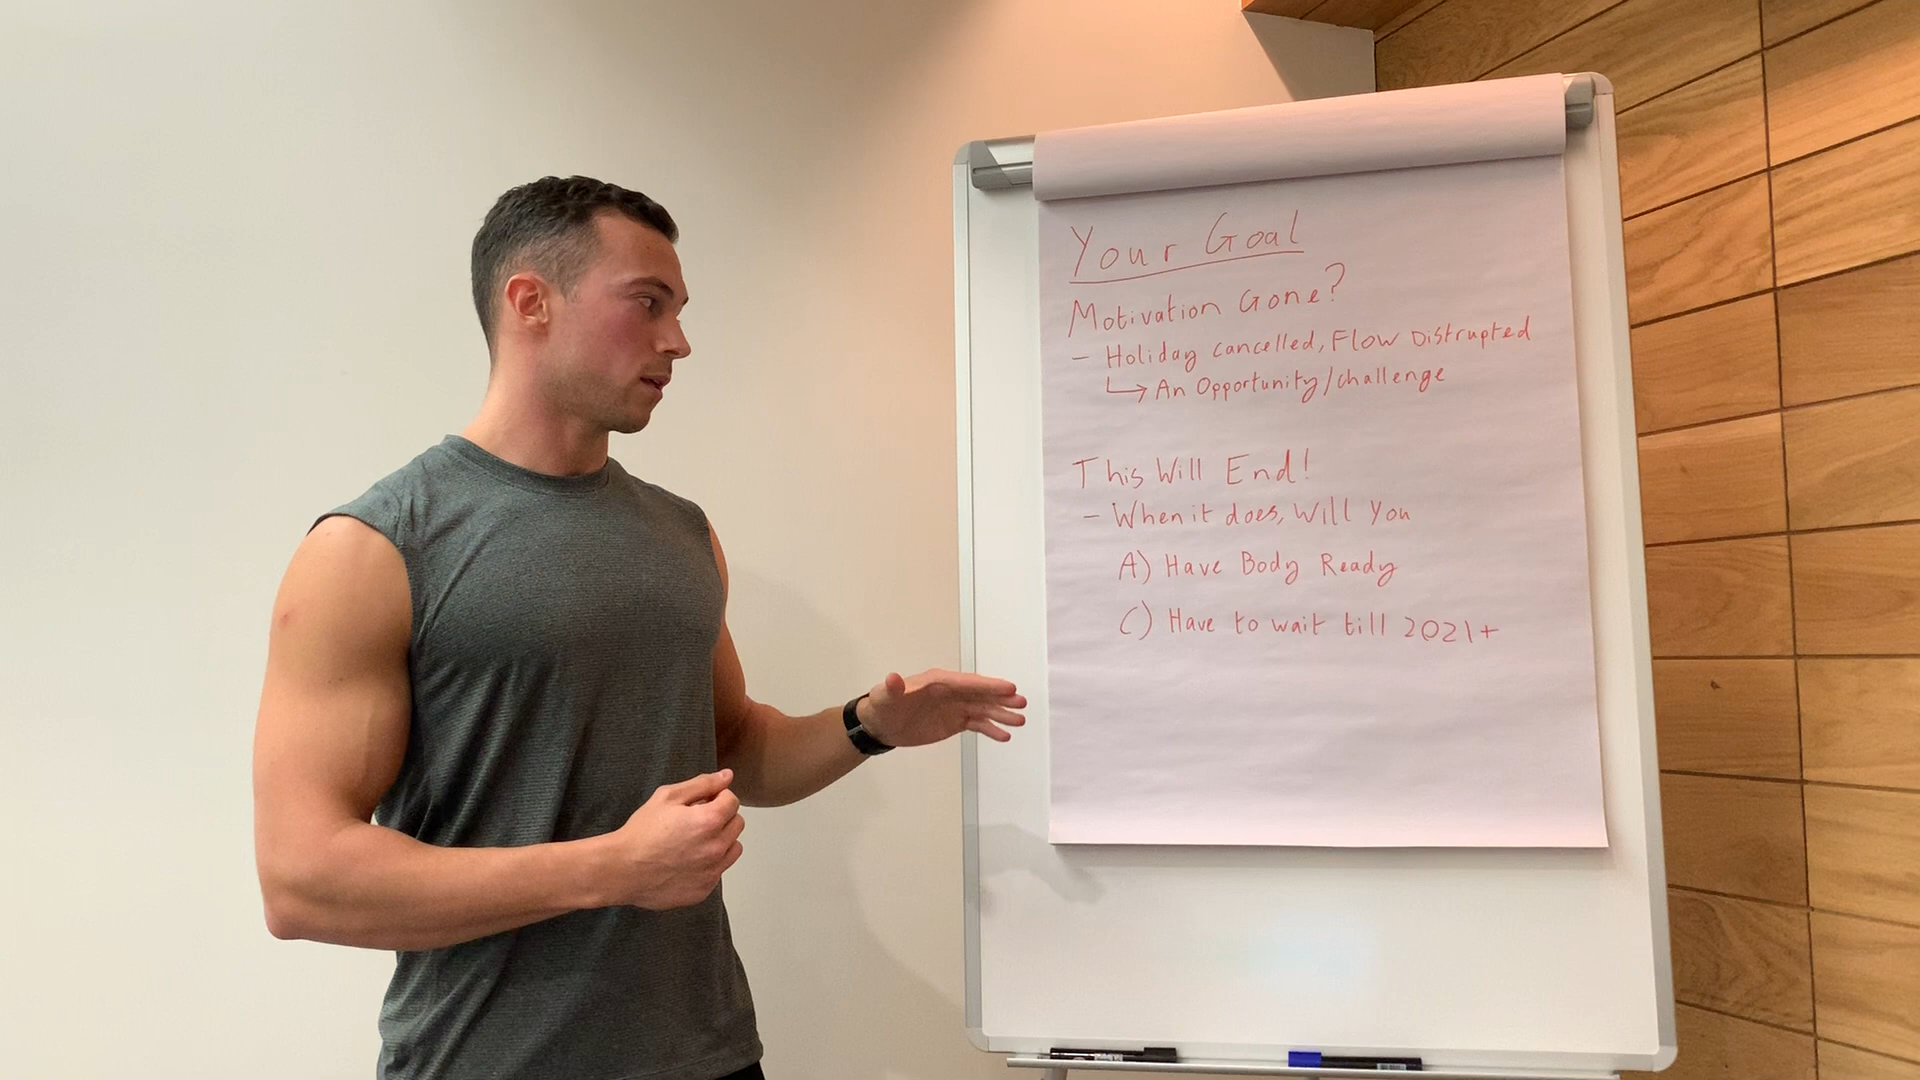 Your Goal
Motivation Gone?
- Holiday cancelled, Flow Distrupted
↳ An Opportunity/challenge
This Will End!
- When it does, Will You
A) Have Body Ready
C) Have to wait till 2021+